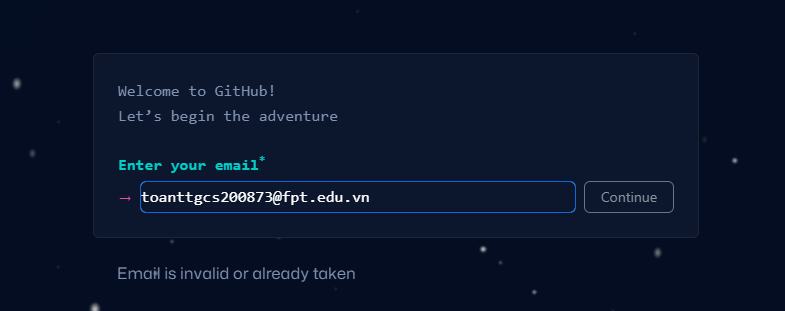 Welcome to GitHub!
Let’s begin the adventure
Enter your email*
→ toanttgcs200873@fpt.edu.vn
Continue
Email is invalid or already taken